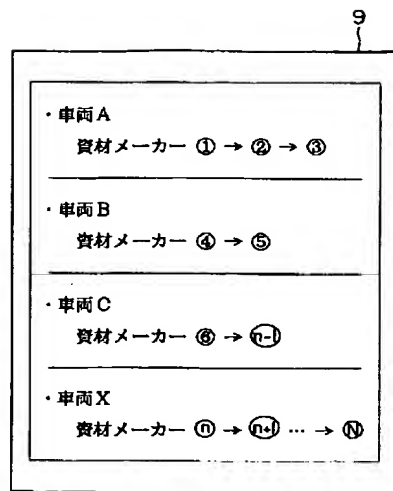 9
・車両A
資材メーカー ① → ② → ③
・車両B
資材メーカー ④ → ⑤
・車両C
資材メーカー ⑥ → n-1
・車両X
資材メーカー ⓝ → n+1 … → Ⓝ